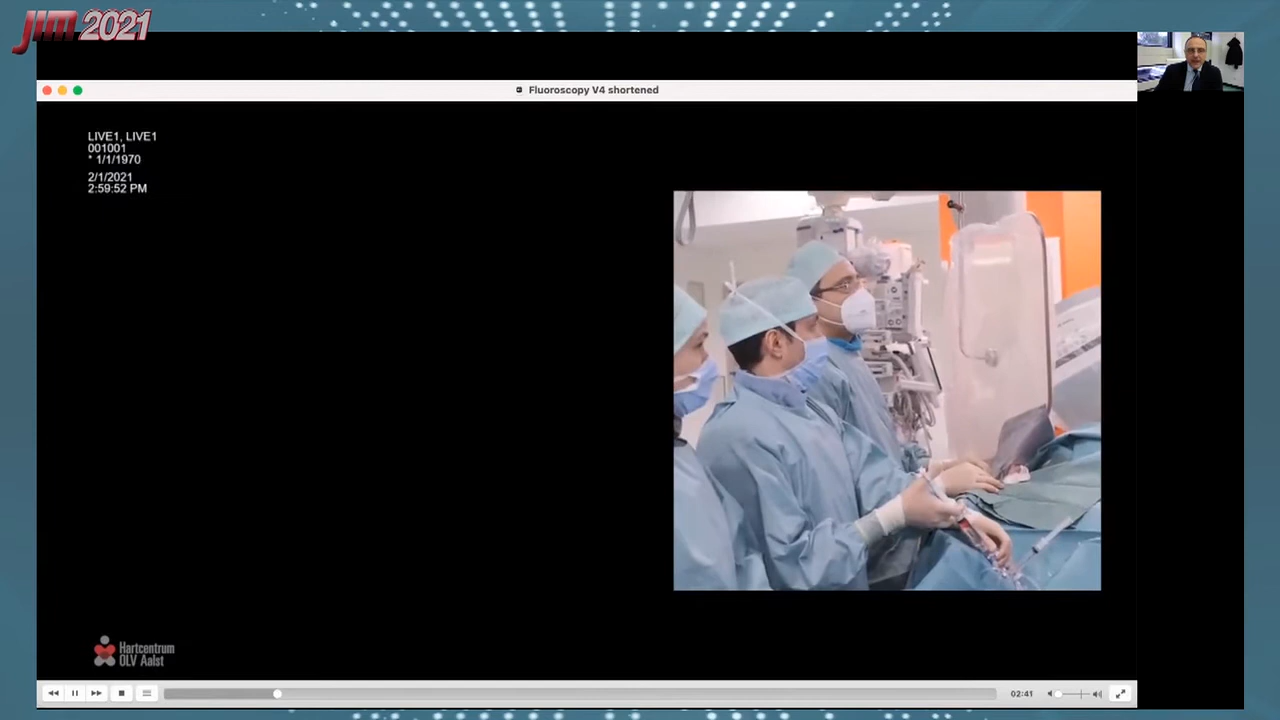 JIM 2021
Fluoroscopy V4 shortened
LIVE1, LIVE1
001001
* 1/1/1970
2/1/2021
2:59:52 PM
Hartcentrum
OLV Aalst
02:41